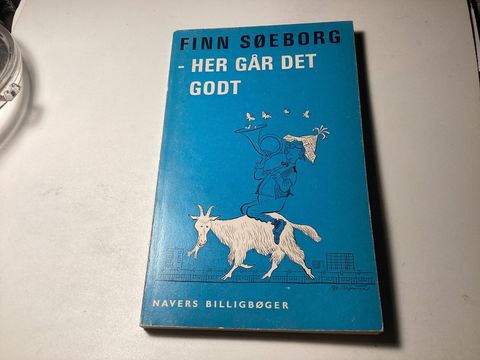 FINN SØEBORG
- HER GÅR DET
GODT
NAVERS BILLIGBØGER